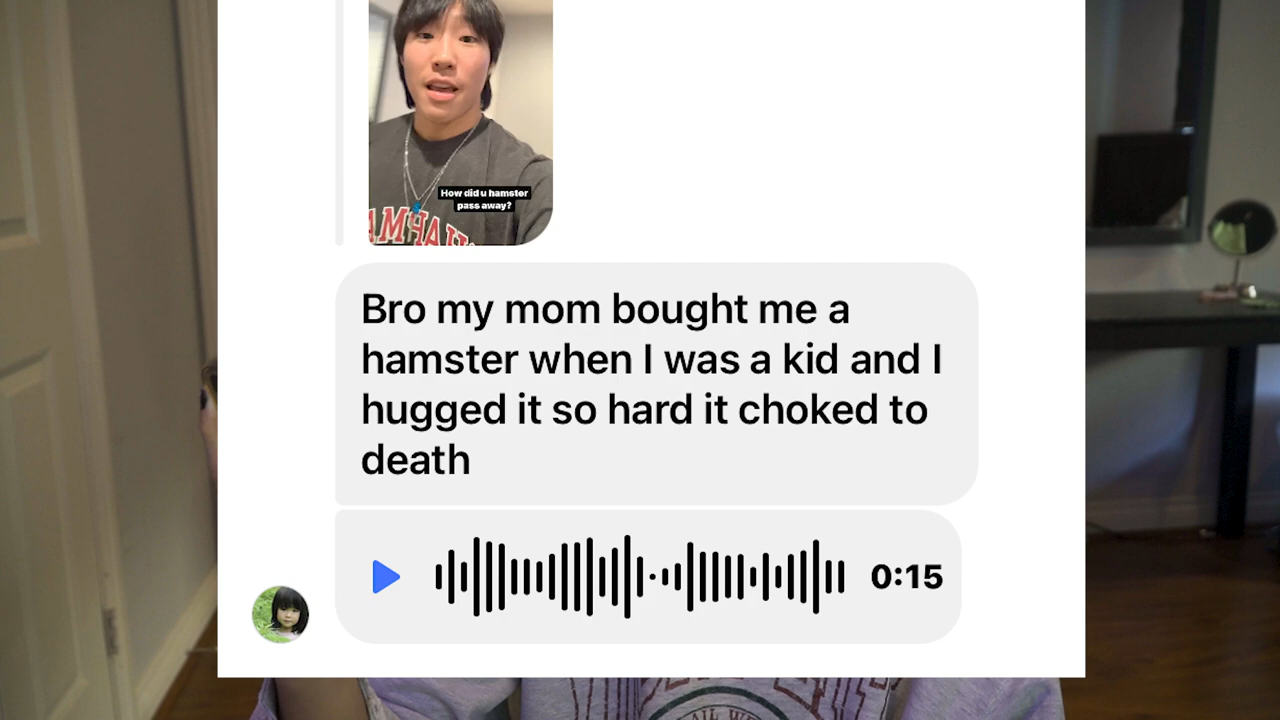 How did u hamster
pass away?
Bro my mom bought me a
hamster when I was a kid and I
hugged it so hard it choked to
death
0:15